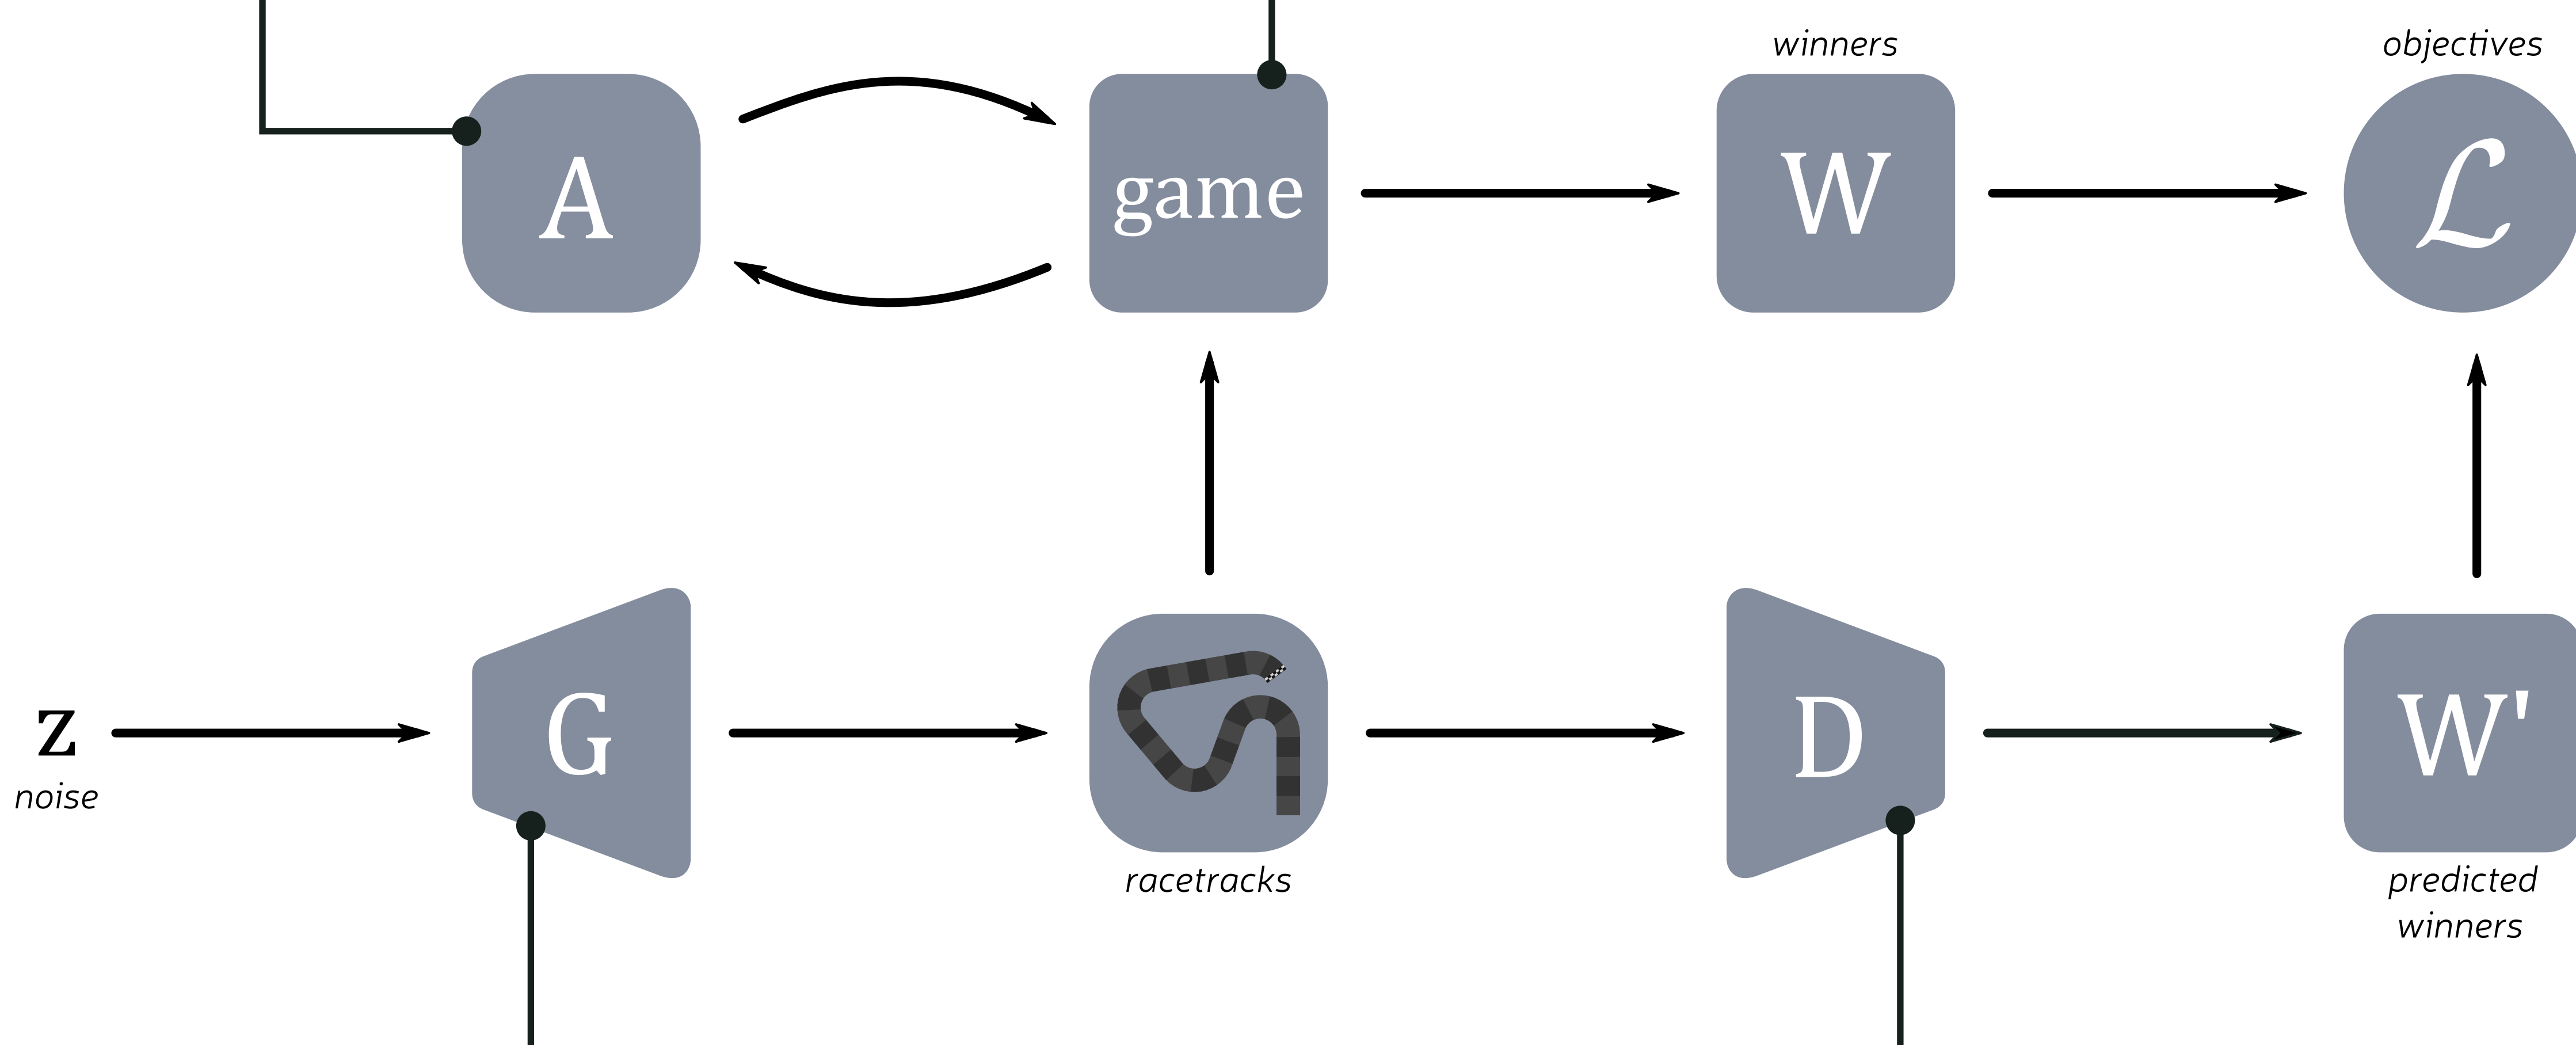 winners
objectives
A
game
W
ℒ
G
D
W'
z
noise
racetracks
predicted
winners